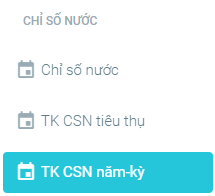 CHỈ SỐ NƯỚC
Chỉ số nước
TK CSN tiêu thụ
TK CSN năm-kỳ